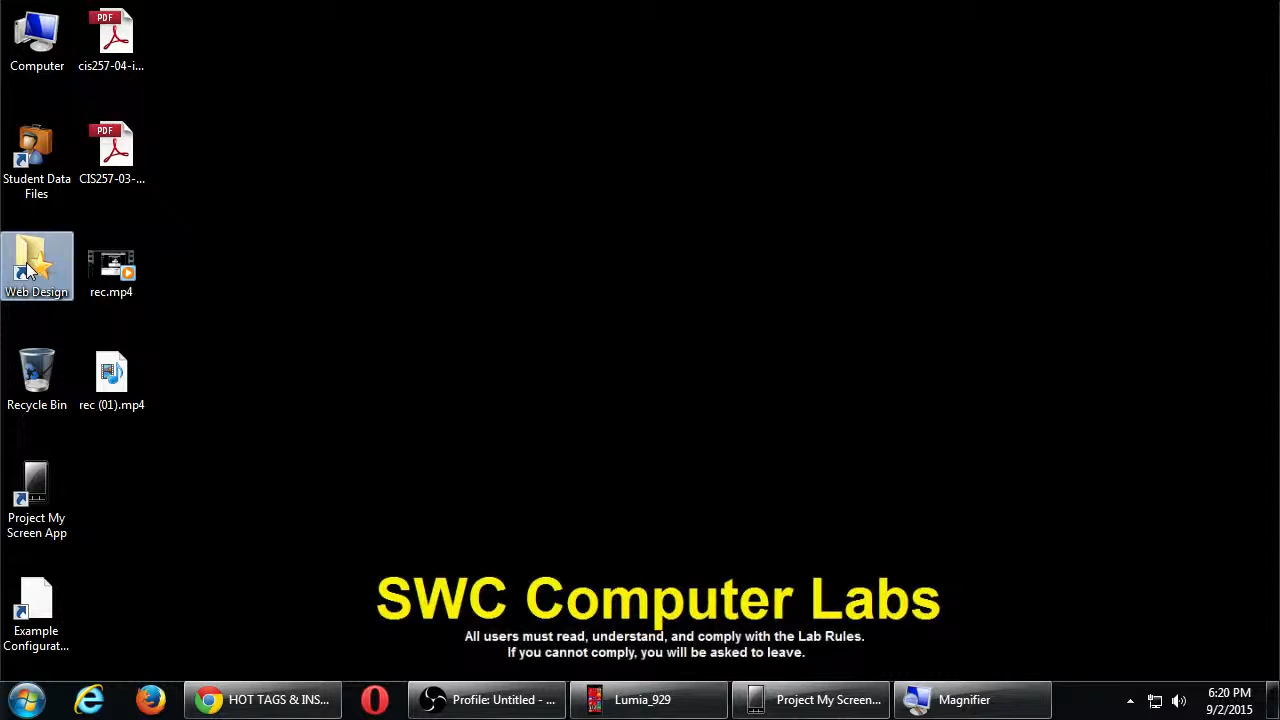 Computer
PDF
cis257-04-i...
Student Data
Files
PDF
CIS257-03-...
Web Design
rec.mp4
Recycle Bin
rec (01).mp4
Project My
Screen App
Example
Configurat...
SWC Computer Labs
All users must read, understand, and comply with the Lab Rules.
If you cannot comply, you will be asked to leave.
HOT TAGS & INS...
Profile: Untitled - ...
Lumia_929
Project My Screen...
Magnifier
6:20 PM
9/2/2015